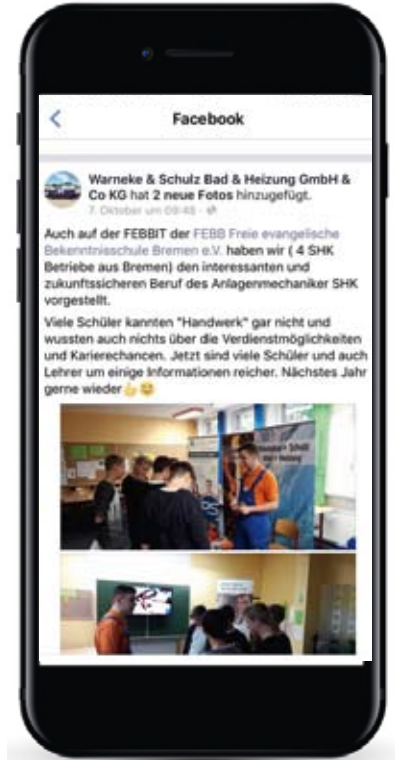 Facebook
Warneke & Schulz Bad & Heizung GmbH &
Co KG hat 2 neue Fotos hinzugefügt.
7. Oktober um 09:48 ·
Auch auf der FEBBIT der FEBB Freie evangelische
Bekenntnisschule Bremen e.V. haben wir ( 4 SHK
Betriebe aus Bremen) den interessanten und
zukunftssicheren Beruf des Anlagenmechaniker SHK
vorgestellt.
Viele Schüler kannten "Handwerk" gar nicht und
wussten auch nichts über die Verdienstmöglichkeiten
und Karierechancen. Jetzt sind viele Schüler und auch
Lehrer um einige Informationen reicher. Nächstes Jahr
gerne wieder👍😊